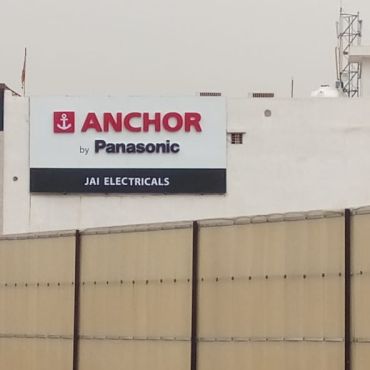 ANCHOR
by Panasonic
JAI ELECTRICALS